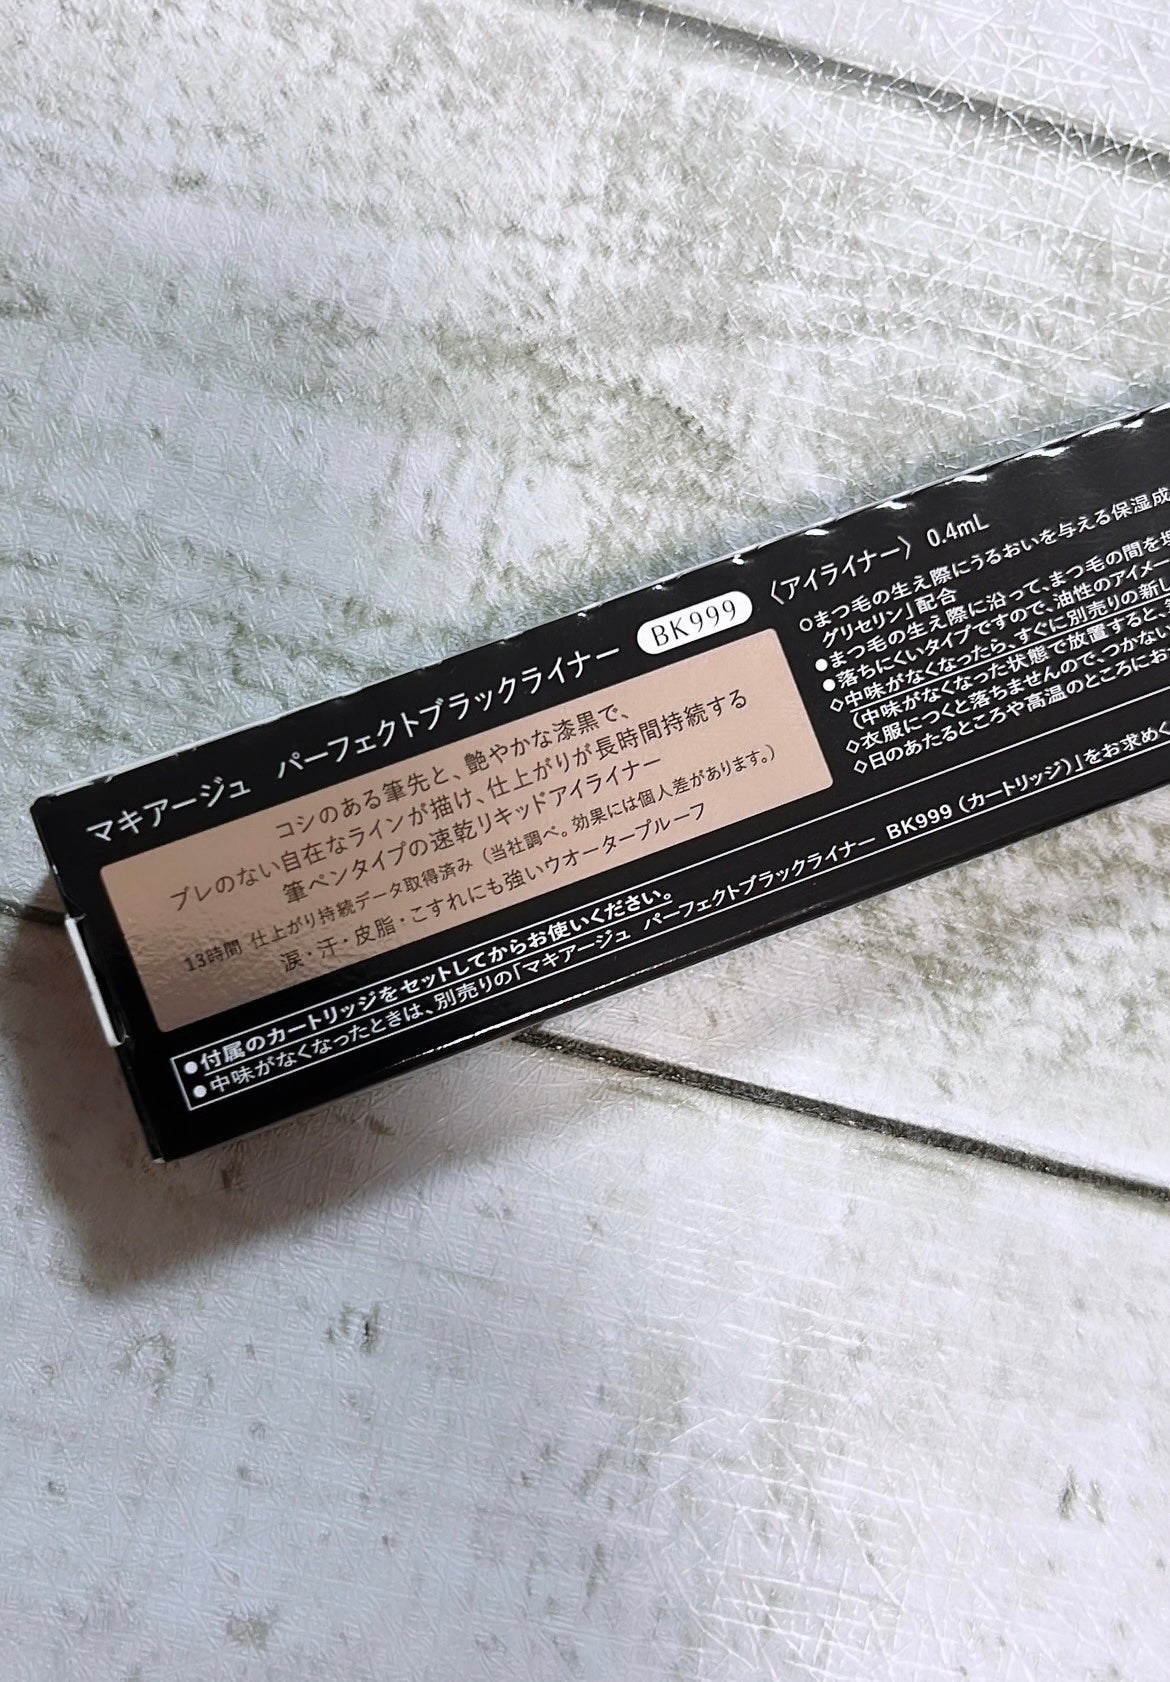 マキアージュ パーフェクトブラックライナー BK999 〈アイライナー〉 0.4mL
コシのある筆先と、艶やかな漆黒で、
ブレのない自在なラインが描け、仕上がりが長時間持続する
筆ペンタイプの速乾リキッドアイライナー
13時間 仕上がり持続データ取得済み（当社調べ。効果には個人差があります。）
涙・汗・皮脂・こすれにも強いウオータープルーフ
○まつ毛の生え際にうるおいを与える保湿成
グリセリン」配合
●まつ毛の生え際に沿って、まつ毛の間を埋
●落ちにくいタイプですので、油性のアイメー
◇中味がなくなったら、すぐに別売りの新し
（中味がなくなった状態で放置すると、
◇衣服につくと落ちませんので、つかない
◇日のあたるところや高温のところにお
●付属のカートリッジをセットしてからお使いください。
●中味がなくなったときは、別売りの「マキアージュ パーフェクトブラックライナー BK999（カートリッジ）」をお求めく